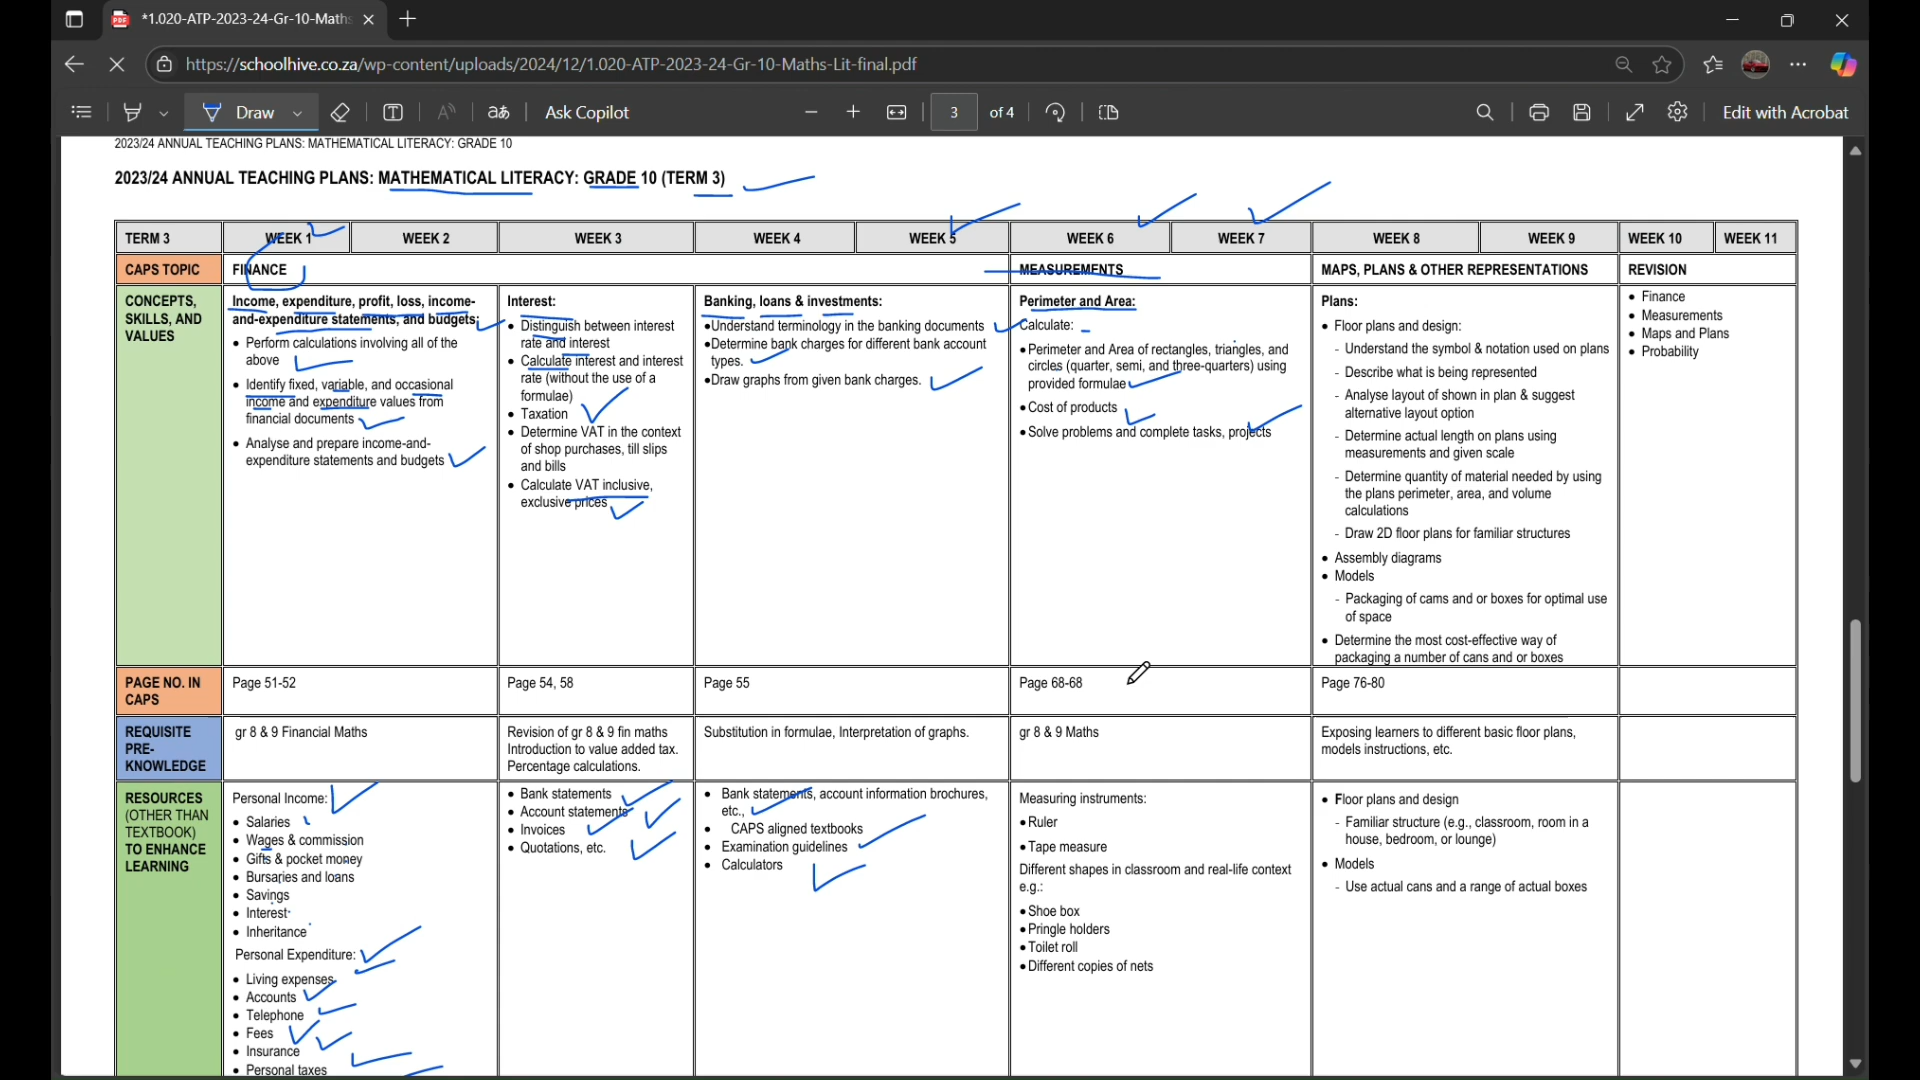 *1.020-ATP-2023-24-Gr-10-Maths
https://schoolhive.co.za/wp-content/uploads/2024/12/1.020-ATP-2023-24-Gr-10-Maths-Lit-final.pdf
Draw
aあ
Ask Copilot
3 of 4
Edit with Acrobat
2023/24 ANNUAL TEACHING PLANS: MATHEMATICAL LITERACY: GRADE 10
2023/24 ANNUAL TEACHING PLANS: MATHEMATICAL LITERACY: GRADE 10 (TERM 3)
TERM 3 WEEK 1 WEEK 2 WEEK 3 WEEK 4 WEEK 5 WEEK 6 WEEK 7 WEEK 8 WEEK 9 WEEK 10 WEEK 11
CAPS TOPIC FINANCE MEASUREMENTS MAPS, PLANS & OTHER REPRESENTATIONS REVISION
CONCEPTS,
SKILLS, AND
VALUES
Income, expenditure, profit, loss, income-
and-expenditure statements, and budgets:
• Perform calculations involving all of the
above
• Identify fixed, variable, and occasional
income and expenditure values from
financial documents
• Analyse and prepare income-and-
expenditure statements and budgets
Interest:
• Distinguish between interest
rate and interest
• Calculate interest and interest
rate (without the use of a
formulae)
• Taxation
• Determine VAT in the context
of shop purchases, till slips
and bills
• Calculate VAT inclusive,
exclusive prices
Banking, loans & investments:
•Understand terminology in the banking documents
•Determine bank charges for different bank account
types.
•Draw graphs from given bank charges.
Perimeter and Area:
Calculate:
•Perimeter and Area of rectangles, triangles, and
circles (quarter, semi, and three-quarters) using
provided formulae
•Cost of products
•Solve problems and complete tasks, projects
Plans:
• Floor plans and design:
- Understand the symbol & notation used on plans
- Describe what is being represented
- Analyse layout of shown in plan & suggest
alternative layout option
- Determine actual length on plans using
measurements and given scale
- Determine quantity of material needed by using
the plans perimeter, area, and volume
calculations
- Draw 2D floor plans for familiar structures
• Assembly diagrams
• Models
- Packaging of cams and or boxes for optimal use
of space
• Determine the most cost-effective way of
packaging a number of cans and or boxes
• Finance
• Measurements
• Maps and Plans
• Probability
PAGE NO. IN
CAPS
Page 51-52
Page 54, 58
Page 55
Page 68-68
Page 76-80
REQUISITE
PRE-
KNOWLEDGE
gr 8 & 9 Financial Maths
Revision of gr 8 & 9 fin maths
Introduction to value added tax.
Percentage calculations.
Substitution in formulae, Interpretation of graphs.
gr 8 & 9 Maths
Exposing learners to different basic floor plans,
models instructions, etc.
RESOURCES
(OTHER THAN
TEXTBOOK)
TO ENHANCE
LEARNING
Personal Income:
• Salaries
• Wages & commission
• Gifts & pocket money
• Bursaries and loans
• Savings
• Interest
• Inheritance
Personal Expenditure:
• Living expenses
• Accounts
• Telephone
• Fees
• Insurance
• Personal taxes
• Bank statements
• Account statements
• Invoices
• Quotations, etc.
• Bank statements, account information brochures,
etc.,
• CAPS aligned textbooks
• Examination guidelines
• Calculators
Measuring instruments:
•Ruler
•Tape measure
Different shapes in classroom and real-life context
e.g.:
•Shoe box
•Pringle holders
•Toilet roll
•Different copies of nets
• Floor plans and design
- Familiar structure (e.g., classroom, room in a
house, bedroom, or lounge)
• Models
- Use actual cans and a range of actual boxes